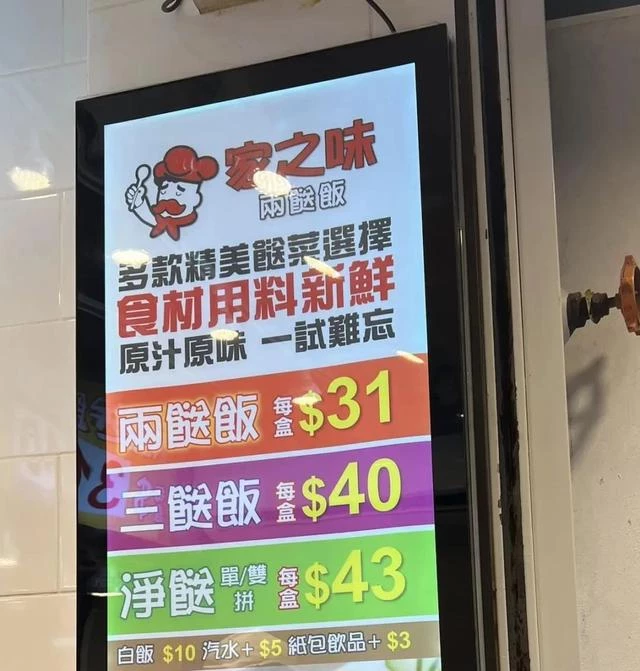 家之味
兩餸飯
多款精美餸菜選擇
食材用料新鮮
原汁原味 一試難忘
兩餸飯 每盒 $31
三餸飯 每盒 $40
淨餸 單/雙拼 每盒 $43
白飯 $10 汽水+ $5 紙包飲品+ $3